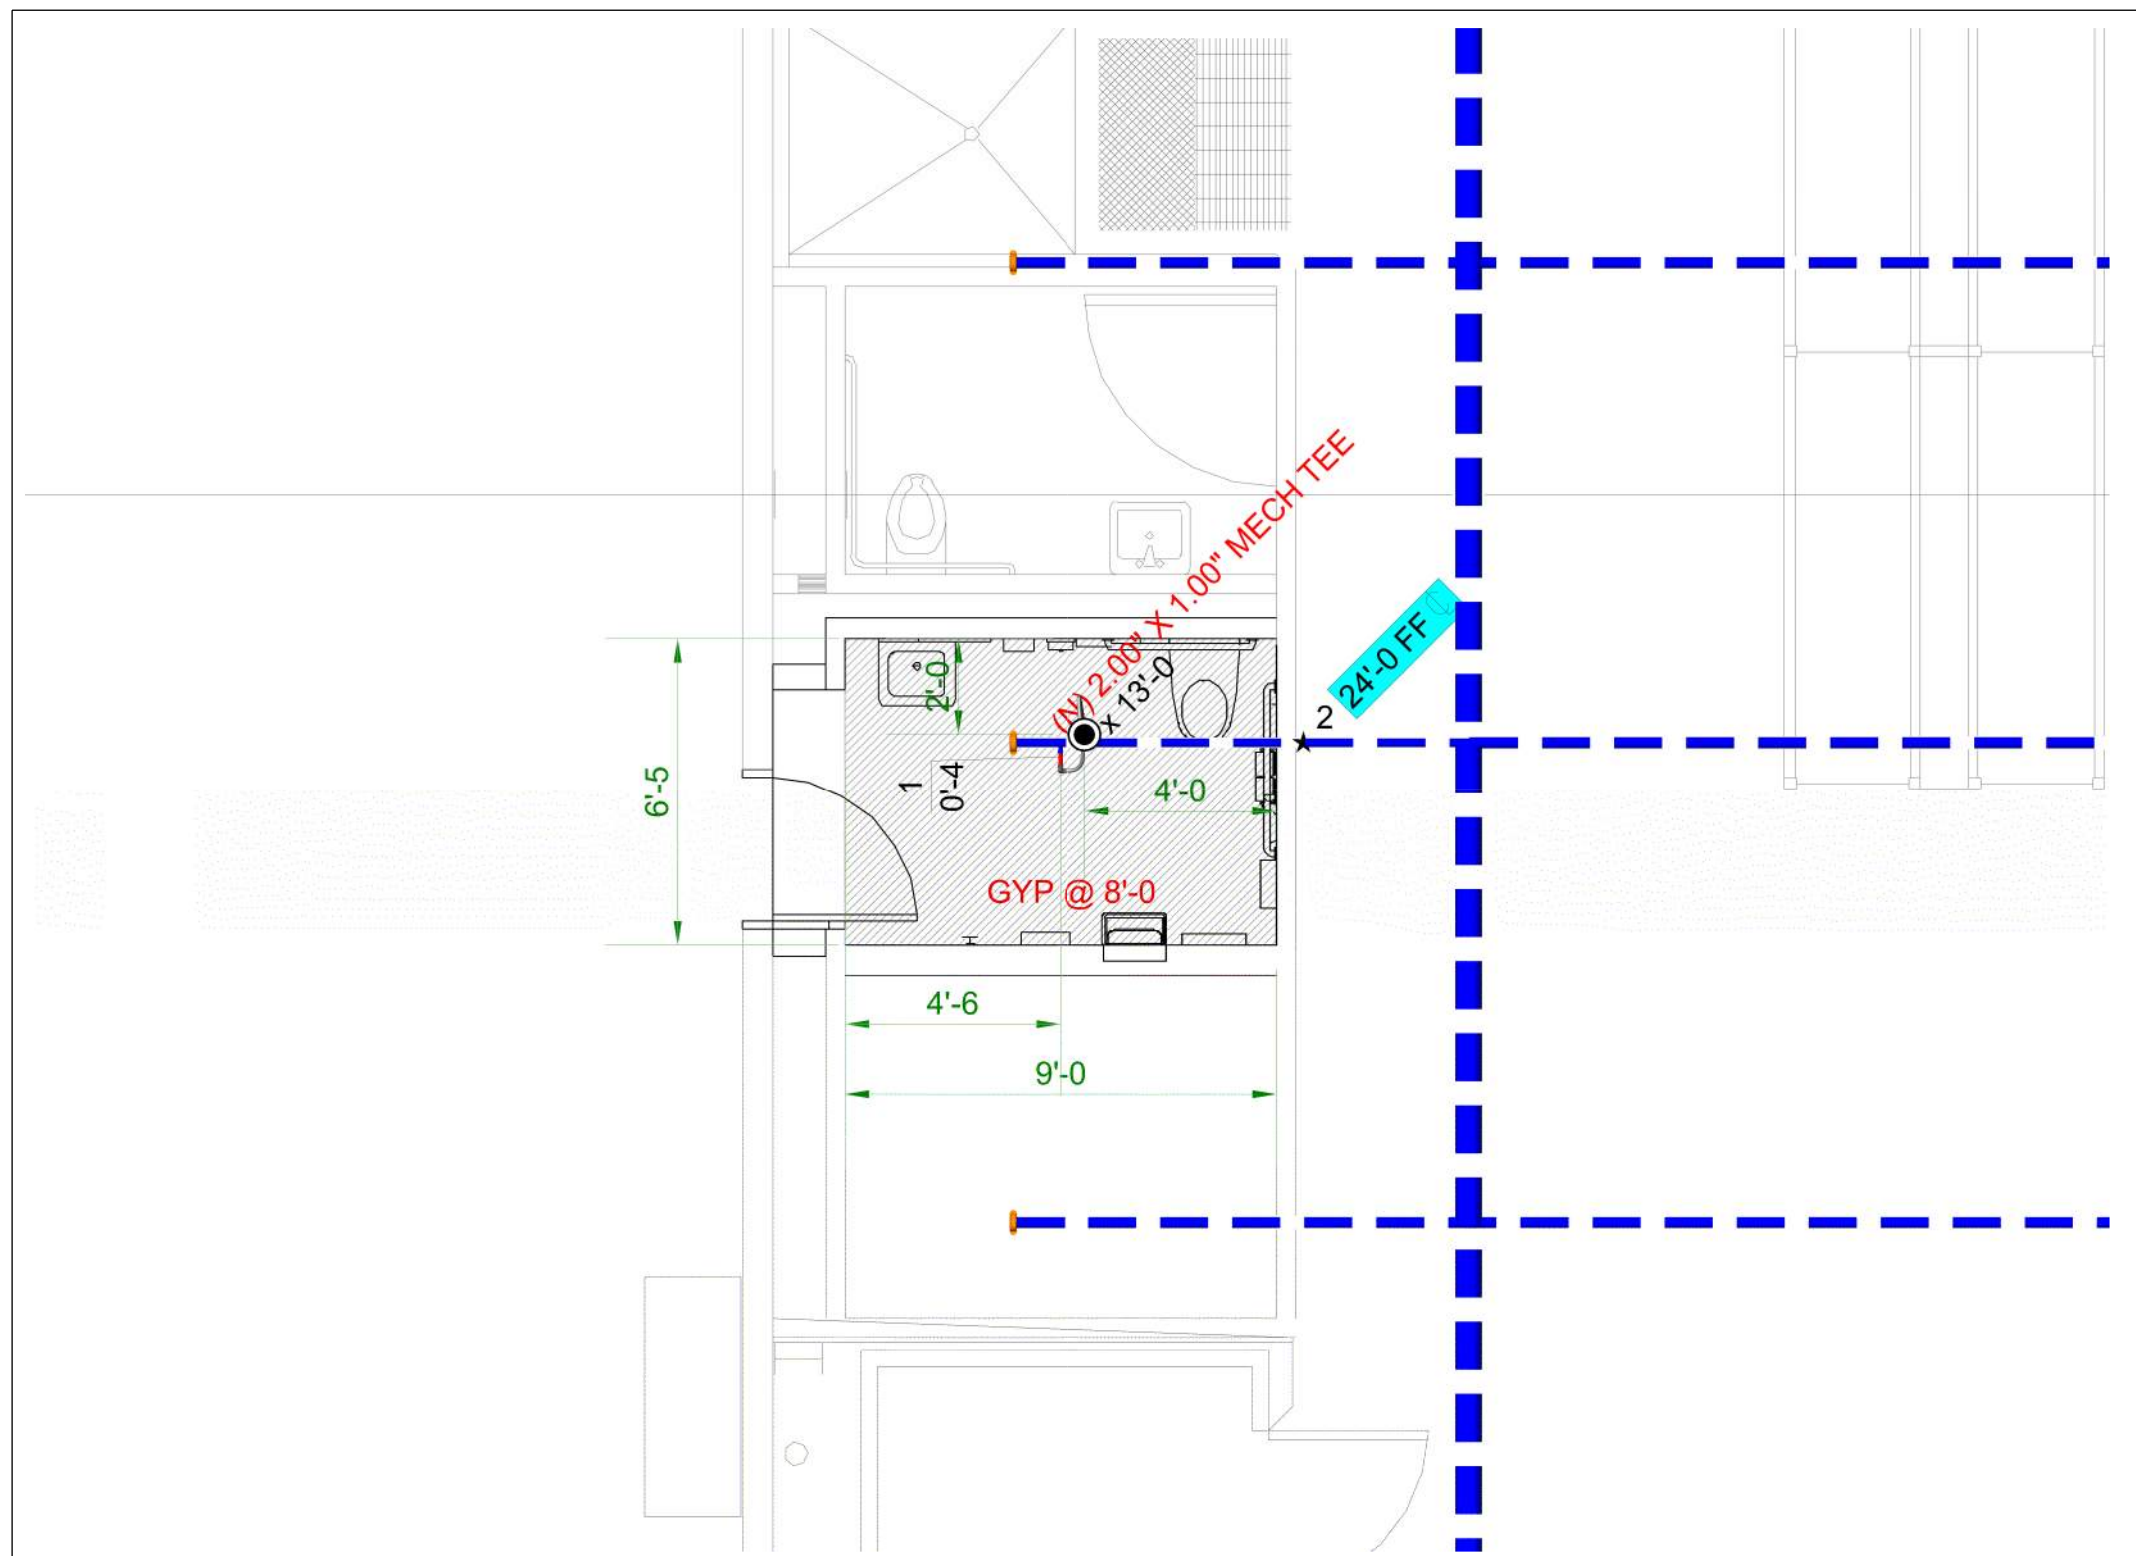 (N) 2.00" X 1.00" MECH TEE
x 13'-0
24'-0 FF ℄
2
2'-0
6'-5
1
0'-4
4'-0
GYP @ 8'-0
4'-6
9'-0